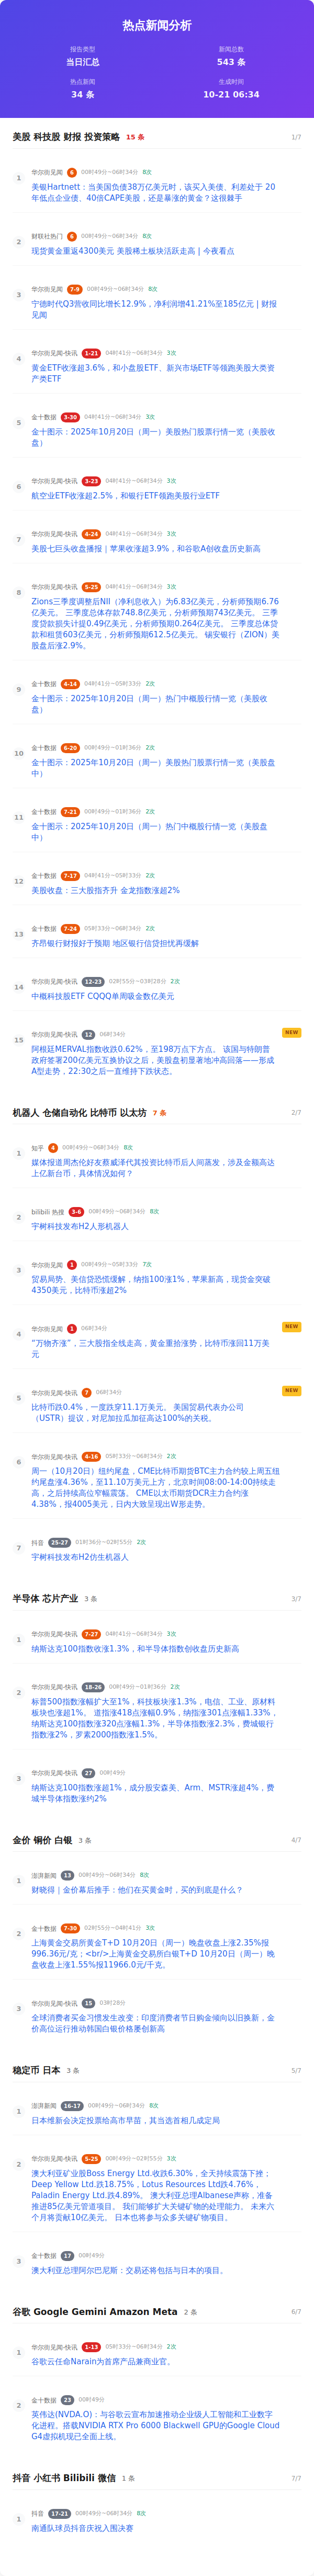 热点新闻分析
报告类型
当日汇总
新闻总数
543 条
热点新闻
34 条
生成时间
10-21 06:34
美股 科技股 财报 投资策略 15 条 1/7
1
华尔街见闻 6 00时49分~06时34分 8次
美银Hartnett：当美国负债38万亿美元时，该买入美债、利差处于 20
年低点企业债、40倍CAPE美股，还是暴涨的黄金？这很棘手
2
财联社热门 6 00时49分~06时34分 8次
现货黄金重返4300美元 美股稀土板块活跃走高 | 今夜看点
3
华尔街见闻 7-9 00时49分~06时34分 8次
宁德时代Q3营收同比增长12.9%，净利润增41.21%至185亿元 | 财报
见闻
4
华尔街见闻-快讯 1-21 04时41分~06时34分 3次
黄金ETF收涨超3.6%，和小盘股ETF、新兴市场ETF等领跑美股大类资
产类ETF
5
金十数据 3-30 04时41分~06时34分 3次
金十图示：2025年10月20日（周一）美股热门股票行情一览（美股收
盘）
6
华尔街见闻-快讯 3-23 04时41分~06时34分 3次
航空业ETF收涨超2.5%，和银行ETF领跑美股行业ETF
7
华尔街见闻-快讯 4-24 04时41分~06时34分 3次
美股七巨头收盘播报｜苹果收涨超3.9%，和谷歌A创收盘历史新高
8
华尔街见闻-快讯 5-25 04时41分~06时34分 3次
Zions三季度调整后NII（净利息收入）为6.83亿美元，分析师预期6.76
亿美元。 三季度总体存款748.8亿美元，分析师预期743亿美元。 三季
度贷款损失计提0.49亿美元，分析师预期0.264亿美元。 三季度总体贷
款和租赁603亿美元，分析师预期612.5亿美元。 锡安银行（ZION）美
股盘后涨2.9%。
9
金十数据 4-14 04时41分~05时33分 2次
金十图示：2025年10月20日（周一）热门中概股行情一览（美股收
盘）
10
金十数据 6-20 00时49分~01时36分 2次
金十图示：2025年10月20日（周一）美股热门股票行情一览（美股盘
中）
11
金十数据 7-21 00时49分~01时36分 2次
金十图示：2025年10月20日（周一）热门中概股行情一览（美股盘
中）
12
金十数据 7-17 04时41分~05时33分 2次
美股收盘：三大股指齐升 金龙指数涨超2%
13
金十数据 7-24 05时33分~06时34分 2次
齐昂银行财报好于预期 地区银行信贷担忧再缓解
14
华尔街见闻-快讯 12-23 02时55分~03时28分 2次
中概科技股ETF CQQQ单周吸金数亿美元
15
华尔街见闻-快讯 12 06时34分 NEW
阿根廷MERVAL指数收跌0.62%，至198万点下方点。 该国与特朗普
政府签署200亿美元互换协议之后，美股盘初显著地冲高回落——形成
A型走势，22:30之后一直维持下跌状态。
机器人 仓储自动化 比特币 以太坊 7 条 2/7
1
知乎 4 00时49分~06时34分 8次
媒体报道周杰伦好友蔡威泽代其投资比特币后人间蒸发，涉及金额高达
上亿新台币，具体情况如何？
2
bilibili 热搜 3-6 00时49分~06时34分 8次
宇树科技发布H2人形机器人
3
华尔街见闻 1 00时49分~05时33分 7次
贸易局势、美信贷恐慌缓解，纳指100涨1%，苹果新高，现货金突破
4350美元，比特币涨超2%
4
华尔街见闻 1 06时34分 NEW
“万物齐涨”，三大股指全线走高，黄金重拾涨势，比特币涨回11万美
元
5
华尔街见闻-快讯 7 06时34分 NEW
比特币跌0.4%，一度跌穿11.1万美元。 美国贸易代表办公司
（USTR）提议，对尼加拉瓜加征高达100%的关税。
6
华尔街见闻-快讯 4-16 05时33分~06时34分 2次
周一（10月20日）纽约尾盘，CME比特币期货BTC主力合约较上周五纽
约尾盘涨4.36%，至11.10万美元上方，北京时间08:00-14:00持续走
高，之后持续高位窄幅震荡。 CME以太币期货DCR主力合约涨
4.38%，报4005美元，日内大致呈现出W形走势。
7
抖音 25-27 01时36分~02时55分 2次
宇树科技发布H2仿生机器人
半导体 芯片产业 3 条 3/7
1
华尔街见闻-快讯 7-27 04时41分~06时34分 3次
纳斯达克100指数收涨1.3%，和半导体指数创收盘历史新高
2
华尔街见闻-快讯 18-26 00时49分~01时36分 2次
标普500指数涨幅扩大至1%，科技板块涨1.3%，电信、工业、原材料
板块也涨超1%。 道指涨418点涨幅0.9%，纳指涨301点涨幅1.33%，
纳斯达克100指数涨320点涨幅1.3%，半导体指数涨2.3%，费城银行
指数涨2%，罗素2000指数涨1.5%。
3
华尔街见闻-快讯 27 00时49分
纳斯达克100指数涨超1%，成分股安森美、Arm、MSTR涨超4%，费
城半导体指数涨约2%
金价 铜价 白银 3 条 4/7
1
澎湃新闻 13 00时49分~06时34分 8次
财晓得｜金价幕后推手：他们在买黄金时，买的到底是什么？
2
金十数据 7-30 02时55分~04时41分 3次
上海黄金交易所黄金T+D 10月20日（周一）晚盘收盘上涨2.35%报
996.36元/克；<br/>上海黄金交易所白银T+D 10月20日（周一）晚
盘收盘上涨1.55%报11966.0元/千克。
3
华尔街见闻-快讯 15 03时28分
全球消费者买金习惯发生改变：印度消费者节日购金倾向以旧换新，金
价高位运行推动韩国白银价格屡创新高
稳定币 日本 3 条 5/7
1
澎湃新闻 16-17 00时49分~06时34分 8次
日本维新会决定投票给高市早苗，其当选首相几成定局
2
华尔街见闻-快讯 5-25 00时49分~02时55分 3次
澳大利亚矿业股Boss Energy Ltd.收跌6.30%，全天持续震荡下挫；
Deep Yellow Ltd.跌18.75%，Lotus Resources Ltd跌4.76%，
Paladin Energy Ltd.跌4.89%。 澳大利亚总理Albanese声称，准备
推进85亿美元管道项目。 我们能够扩大关键矿物的处理能力。 未来六
个月将贡献10亿美元。 日本也将参与众多关键矿物项目。
3
金十数据 17 00时49分
澳大利亚总理阿尔巴尼斯：交易还将包括与日本的项目。
谷歌 Google Gemini Amazon Meta 2 条 6/7
1
华尔街见闻-快讯 1-13 05时33分~06时34分 2次
谷歌云任命Narain为首席产品兼商业官。
2
金十数据 23 00时49分
英伟达(NVDA.O)：与谷歌云宣布加速推动企业级人工智能和工业数字
化进程。搭载NVIDIA RTX Pro 6000 Blackwell GPU的Google Cloud
G4虚拟机现已全面上线。
抖音 小红书 Bilibili 微信 1 条 7/7
1
抖音 17-21 00时49分~06时34分 8次
南通队球员抖音庆祝入围决赛